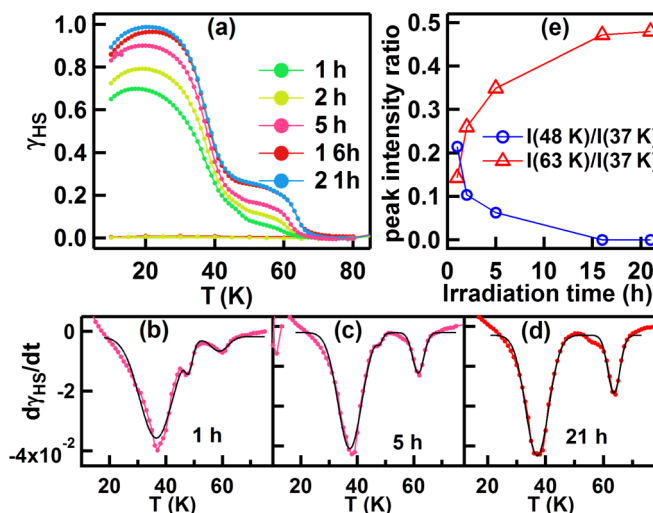 (a)
γHS
1.0
0.8
0.6
0.4
0.2
0.0
1 h
2 h
5 h
1 6h
2 1h
20 40 60 80
T (K)
(e)
peak intensity ratio
0.5
0.4
0.3
0.2
0.1
0.0
I(48 K)/I(37 K)
I(63 K)/I(37 K)
0 5 10 15 20
Irradiation time (h)
(b)
dγHS/dt
0
-2
-4x10⁻²
1 h
20 40 60
T (K)
(c)
5 h
20 40 60
T (K)
(d)
21 h
20 40 60
T (K)